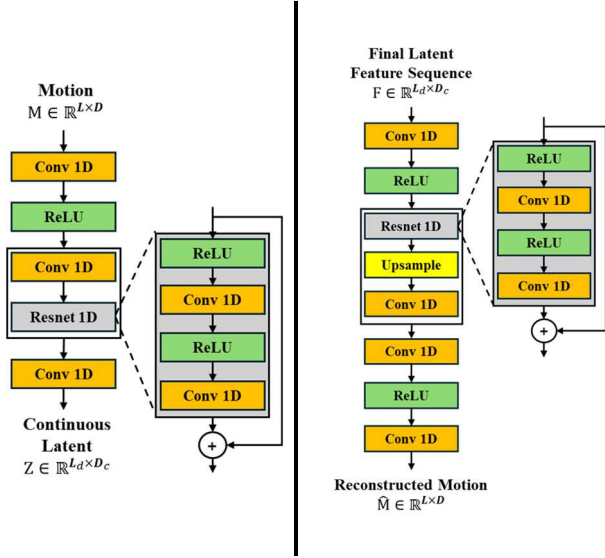 Motion
M ∈ ℝ^{L×D}
Conv 1D
ReLU
Conv 1D
Resnet 1D
Conv 1D
Continuous
Latent
Z ∈ ℝ^{L_d×D_c}
ReLU
Conv 1D
ReLU
Conv 1D
+
Final Latent
Feature Sequence
F ∈ ℝ^{L_d×D_c}
Conv 1D
ReLU
Resnet 1D
Upsample
Conv 1D
Conv 1D
ReLU
Conv 1D
Reconstructed Motion
M̂ ∈ ℝ^{L×D}
ReLU
Conv 1D
ReLU
Conv 1D
+